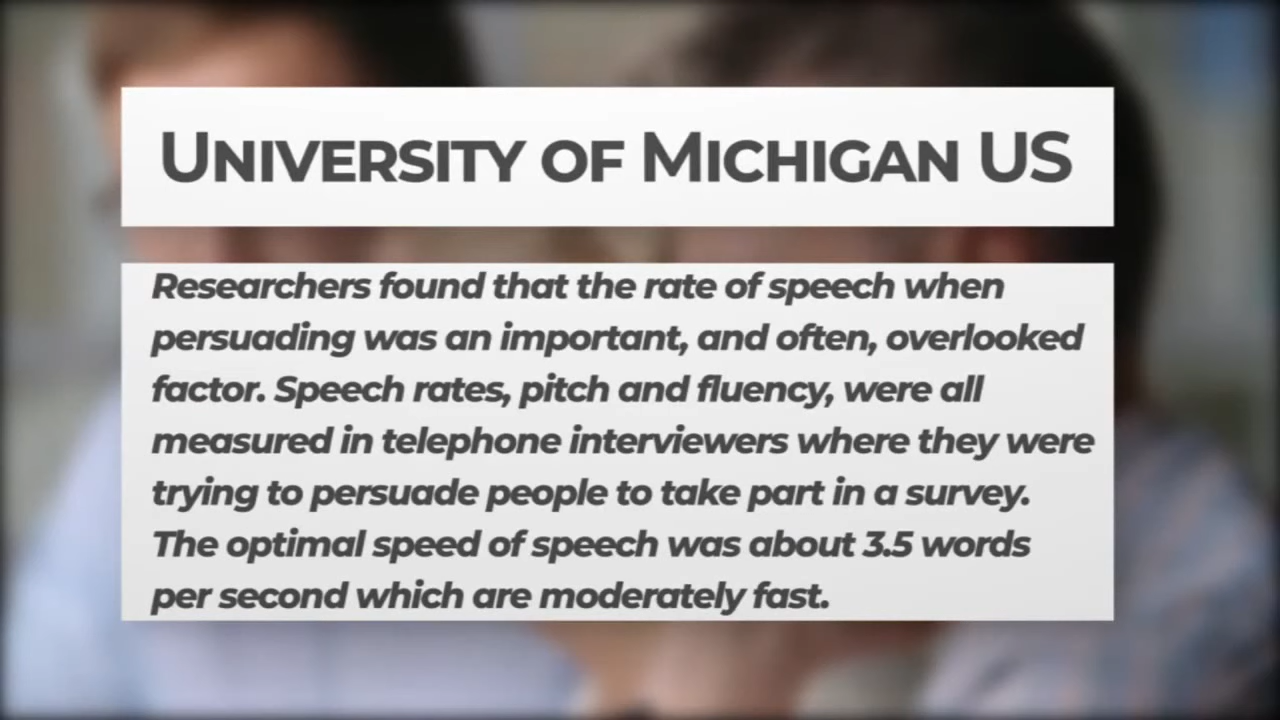 UNIVERSITY OF MICHIGAN US
Researchers found that the rate of speech when
persuading was an important, and often, overlooked
factor. Speech rates, pitch and fluency, were all
measured in telephone interviewers where they were
trying to persuade people to take part in a survey.
The optimal speed of speech was about 3.5 words
per second which are moderately fast.